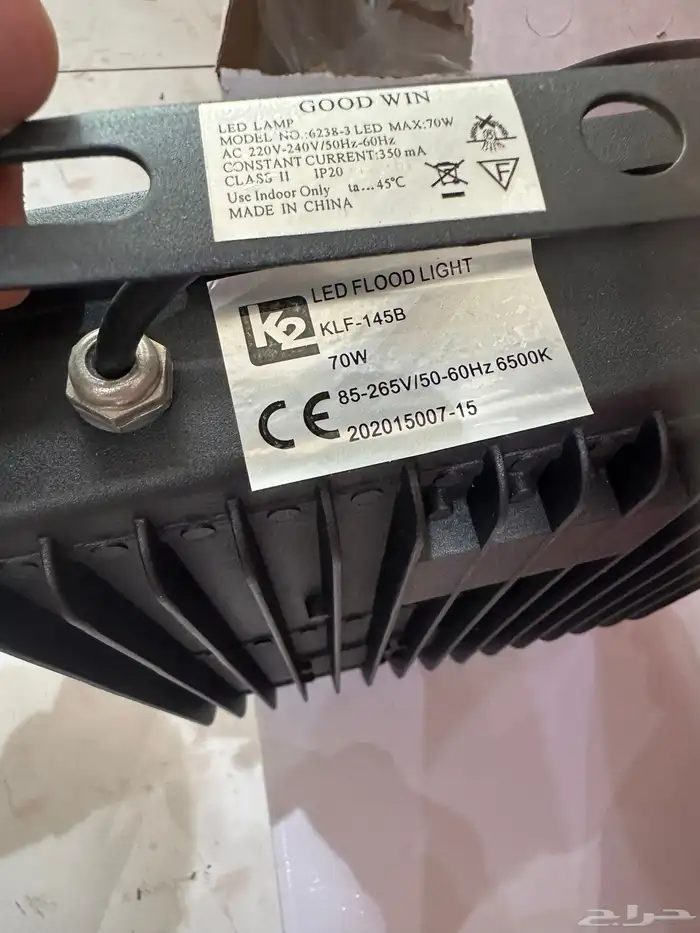 GOOD WIN
LED LAMP
MODEL NO.:6238-3 LED MAX:70W
AC 220V-240V/50Hz-60Hz
CONSTANT CURRENT:350 mA
CLASS II IP20
Use Indoor Only ta...45°C
MADE IN CHINA
F
K2
LED FLOOD LIGHT
KLF-145B
70W
85-265V/50-60Hz 6500K
CE
202015007-15
حراج